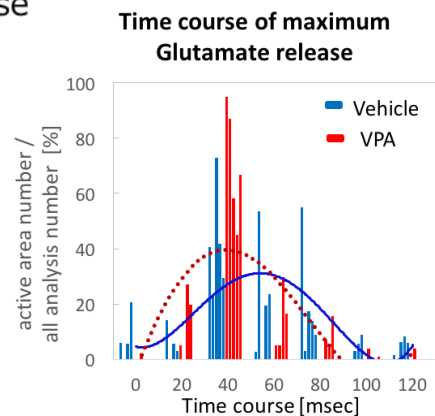 se
Time course of maximum
Glutamate release
active area number /
all analysis number [%]
100
80
60
40
20
0
Vehicle
VPA
0 20 40 60 80 100 120
Time course [msec]